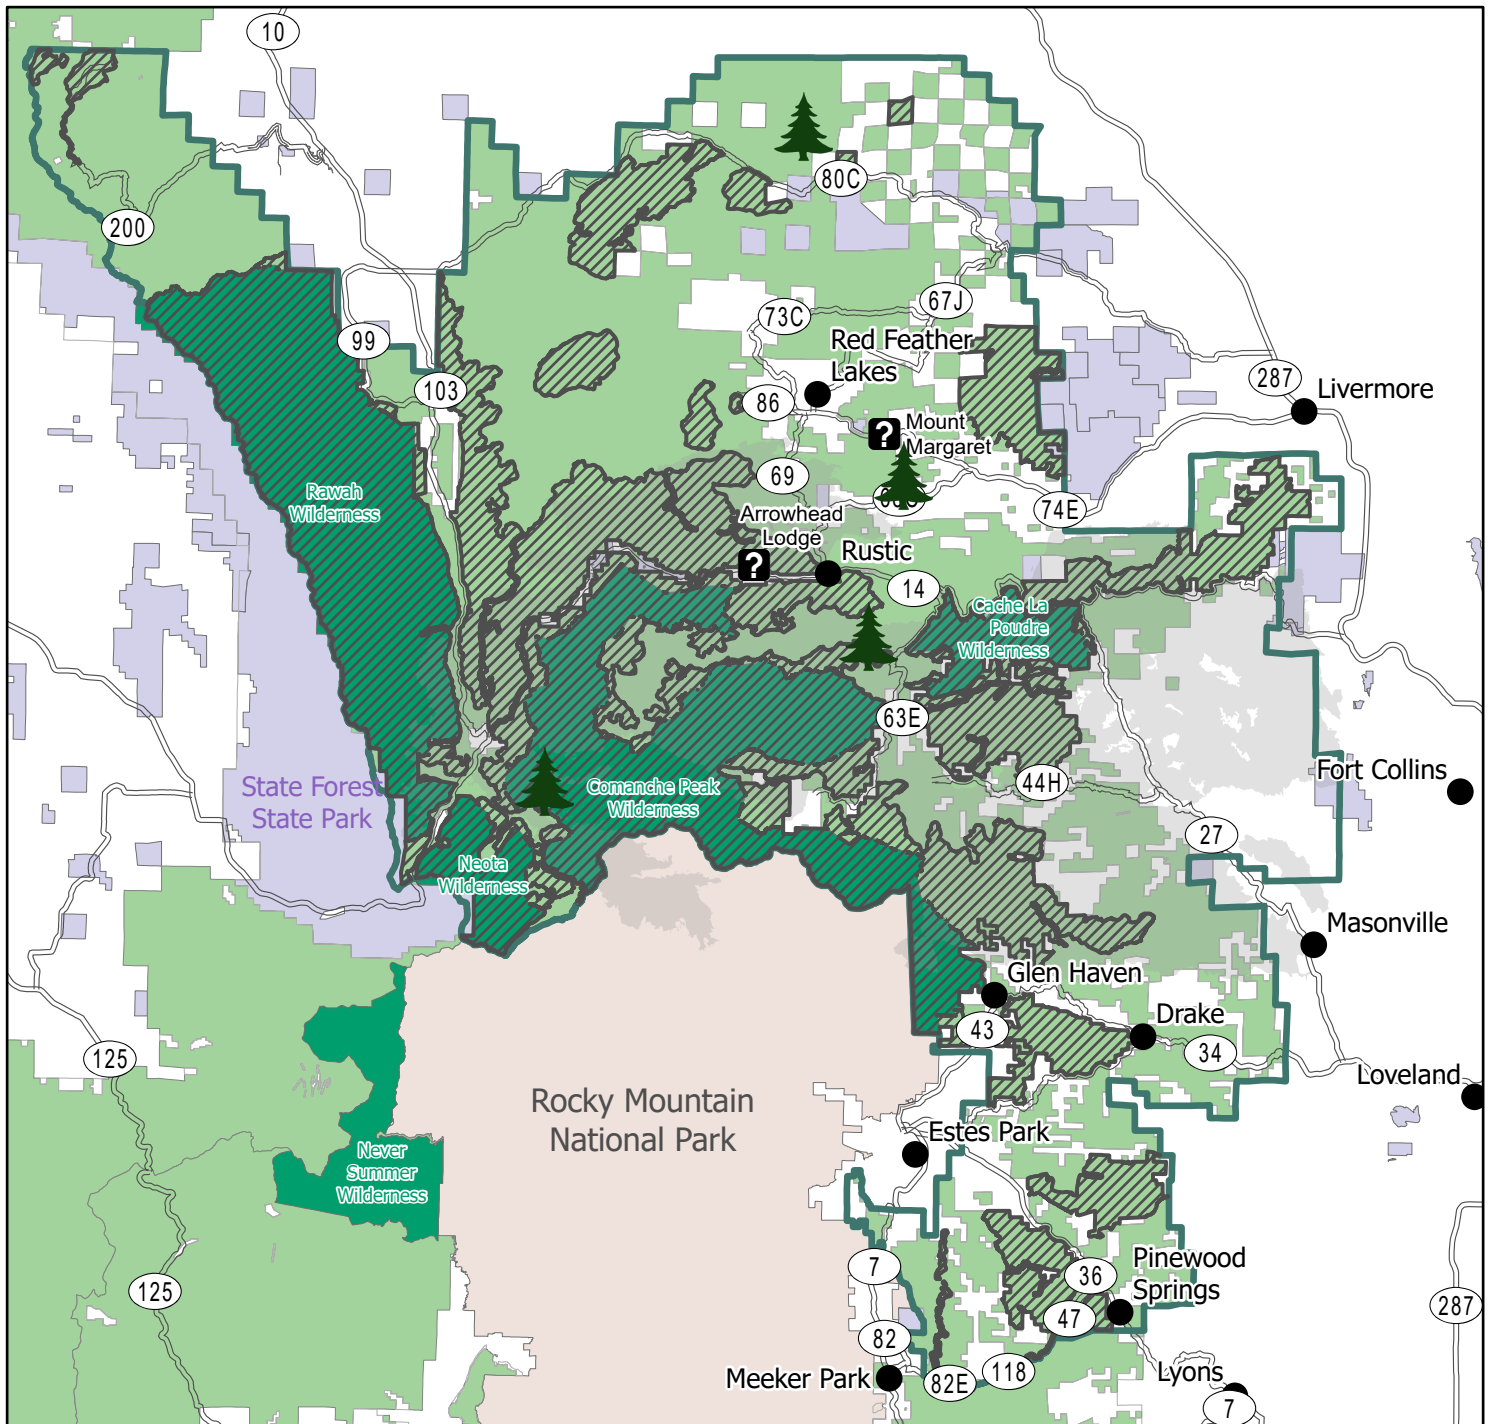 10
200
80C
67J
73C
Red Feather
Lakes
99
103
86
287
Livermore
?
Mount
Margaret
69
74E
Rawah
Wilderness
Arrowhead
Lodge
?
Rustic
14
Cache La
Poudre
Wilderness
63E
44H
Fort Collins
State Forest
State Park
Comanche Peak
Wilderness
27
Neota
Wilderness
Masonville
Glen Haven
43
Drake
34
125
Loveland
Rocky Mountain
National Park
Estes Park
Never
Summer
Wilderness
7
36
Pinewood
Springs
125
47
287
82
118
Meeker Park
82E
Lyons
7